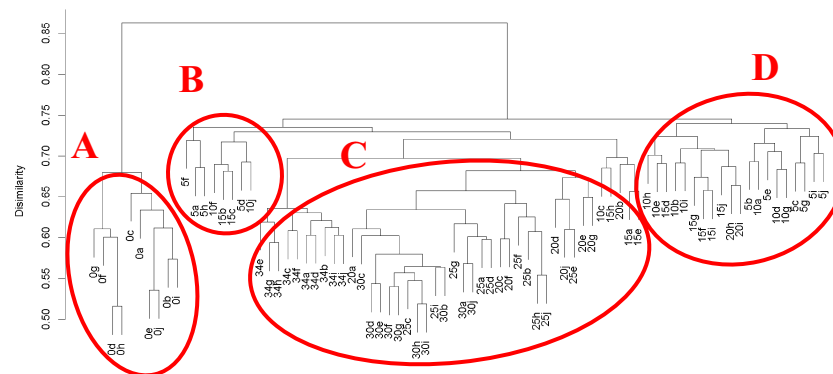 0.85
0.80
0.75
0.70
0.65
0.60
0.55
0.50
Disimilarity
A
B
C
D
0g
0f
0d
0h
0c
0a
0e
0j
0b
0i
5f
5a
5h
10f
15b
15c
5d
10j
34e
34g
34h
34c
34f
34a
34d
34b
34i
34j
20a
30c
30d
30e
30f
30g
25c
30h
30i
25i
30b
25g
30a
30j
25a
25d
20c
20f
25f
25b
25h
25j
20d
20j
25e
20e
20g
10c
15h
20b
15a
15e
10h
10e
15d
10b
10i
15g
15f
15i
15j
20h
20i
5b
10a
5e
10d
10g
5c
5g
5i
5j